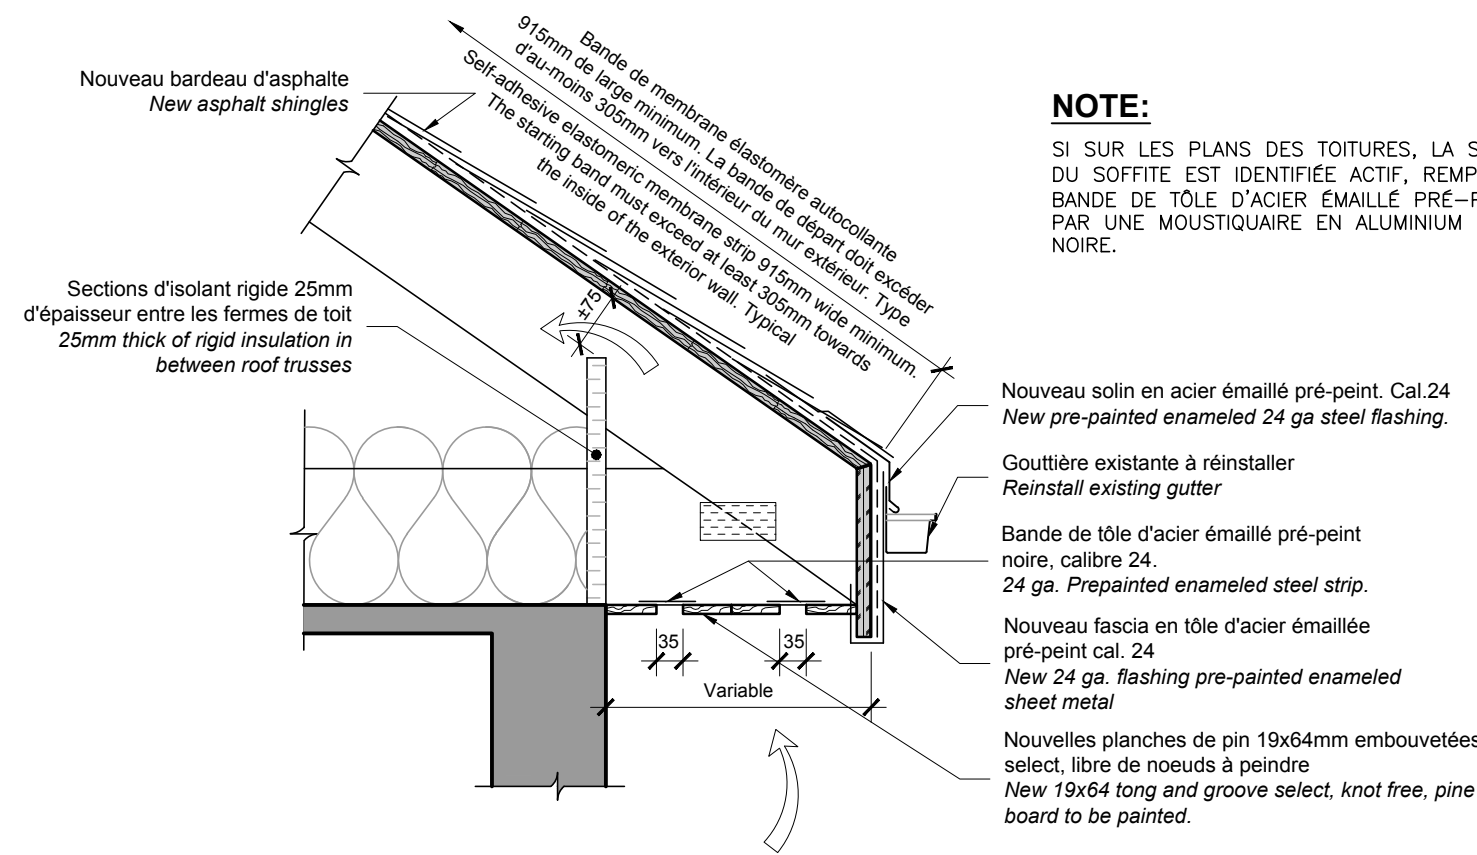 Nouveau bardeau d'asphalte
New asphalt shingles
Bande de membrane élastomère autocollante
915mm de large minimum. La bande de départ doit excéder
d'au-moins 305mm vers l'intérieur du mur extérieur. Type
Self-adhesive elastomeric membrane strip 915mm wide minimum.
The starting band must exceed at least 305mm towards
the inside of the exterior wall. Typical
NOTE:
SI SUR LES PLANS DES TOITURES, LA S
DU SOFFITE EST IDENTIFIÉE ACTIF, REMP
BANDE DE TÔLE D'ACIER ÉMAILLÉ PRÉ-P
PAR UNE MOUSTIQUAIRE EN ALUMINIUM
NOIRE.
Sections d'isolant rigide 25mm
d'épaisseur entre les fermes de toit
25mm thick of rigid insulation in
between roof trusses
±75
Nouveau solin en acier émaillé pré-peint. Cal.24
New pre-painted enameled 24 ga steel flashing.
Gouttière existante à réinstaller
Reinstall existing gutter
Bande de tôle d'acier émaillé pré-peint
noire, calibre 24.
24 ga. Prepainted enameled steel strip.
Nouveau fascia en tôle d'acier émaillée
pré-peint cal. 24
New 24 ga. flashing pre-painted enameled
sheet metal
35
35
Variable
Nouvelles planches de pin 19x64mm embouvetées
select, libre de noeuds à peindre
New 19x64 tong and groove select, knot free, pine
board to be painted.